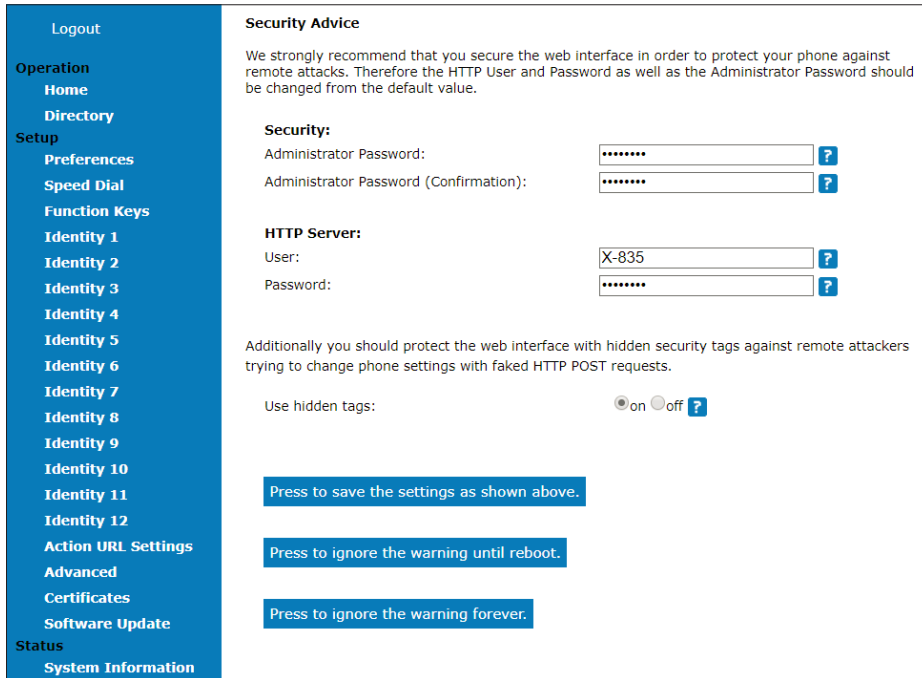 Logout
Operation
Home
Directory
Setup
Preferences
Speed Dial
Function Keys
Identity 1
Identity 2
Identity 3
Identity 4
Identity 5
Identity 6
Identity 7
Identity 8
Identity 9
Identity 10
Identity 11
Identity 12
Action URL Settings
Advanced
Certificates
Software Update
Status
System Information
Security Advice
We strongly recommend that you secure the web interface in order to protect your phone against
remote attacks. Therefore the HTTP User and Password as well as the Administrator Password should
be changed from the default value.
Security:
Administrator Password: •••••••• ?
Administrator Password (Confirmation): •••••••• ?
HTTP Server:
User: X-835 ?
Password: •••••••• ?
Additionally you should protect the web interface with hidden security tags against remote attackers
trying to change phone settings with faked HTTP POST requests.
Use hidden tags: on off ?
Press to save the settings as shown above.
Press to ignore the warning until reboot.
Press to ignore the warning forever.